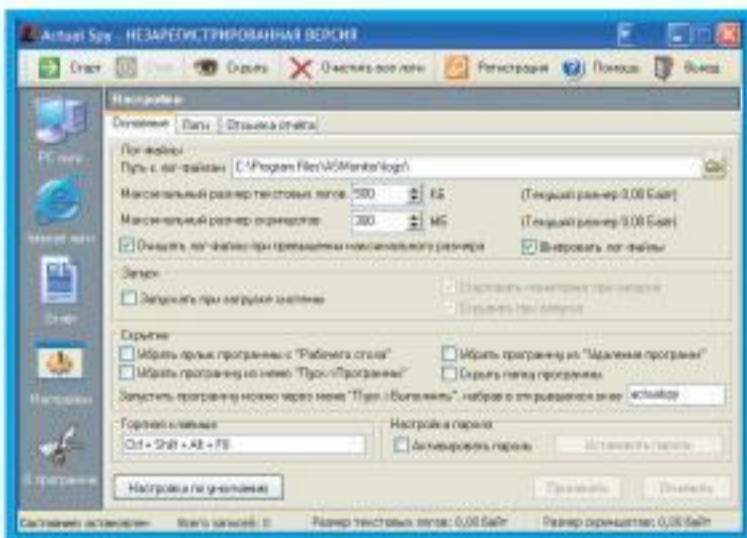 Actual Spy - НЕЗАРЕГИСТРИРОВАННАЯ ВЕРСИЯ
Старт Стоп Скрыть Очистить все логи Регистрация Помощь Выход
Настройки
Основные Логи Отсылка отчёта
Лог-файлы
Путь к лог-файлам C:\Program Files\ASMonitor\logs\
Максимальный размер текстовых логов 500 КБ (Текущий размер 0,00 Байт)
Максимальный размер скриншотов 300 МБ (Текущий размер 0,00 Байт)
Очищать лог-файлы при превышении максимального размера Шифровать лог-файлы
Запуск
Запускать при загрузке системы
Стартовать мониторинг при запуске
Скрывать при запуске
Скрытие
Убрать ярлык программы с "Рабочего стола" Убрать программу из "Удаления программ"
Убрать программу из меню "Пуск->Программы" Скрыть папку программы
Запустить программу можно через меню "Пуск->Выполнить", набрав в открывшемся окне actualspy
Горячая клавиша Настройка пароля
Ctrl + Shift + Alt + F8 Активировать пароль Установить пароль
Настройки по умолчанию Применить Отменить
PC логи
Internet логи
Отчёт
Настройки
О программе
Состояние: остановлен Всего записей: 0 Размер текстовых логов: 0,00 Байт Размер скриншотов: 0,00 Байт